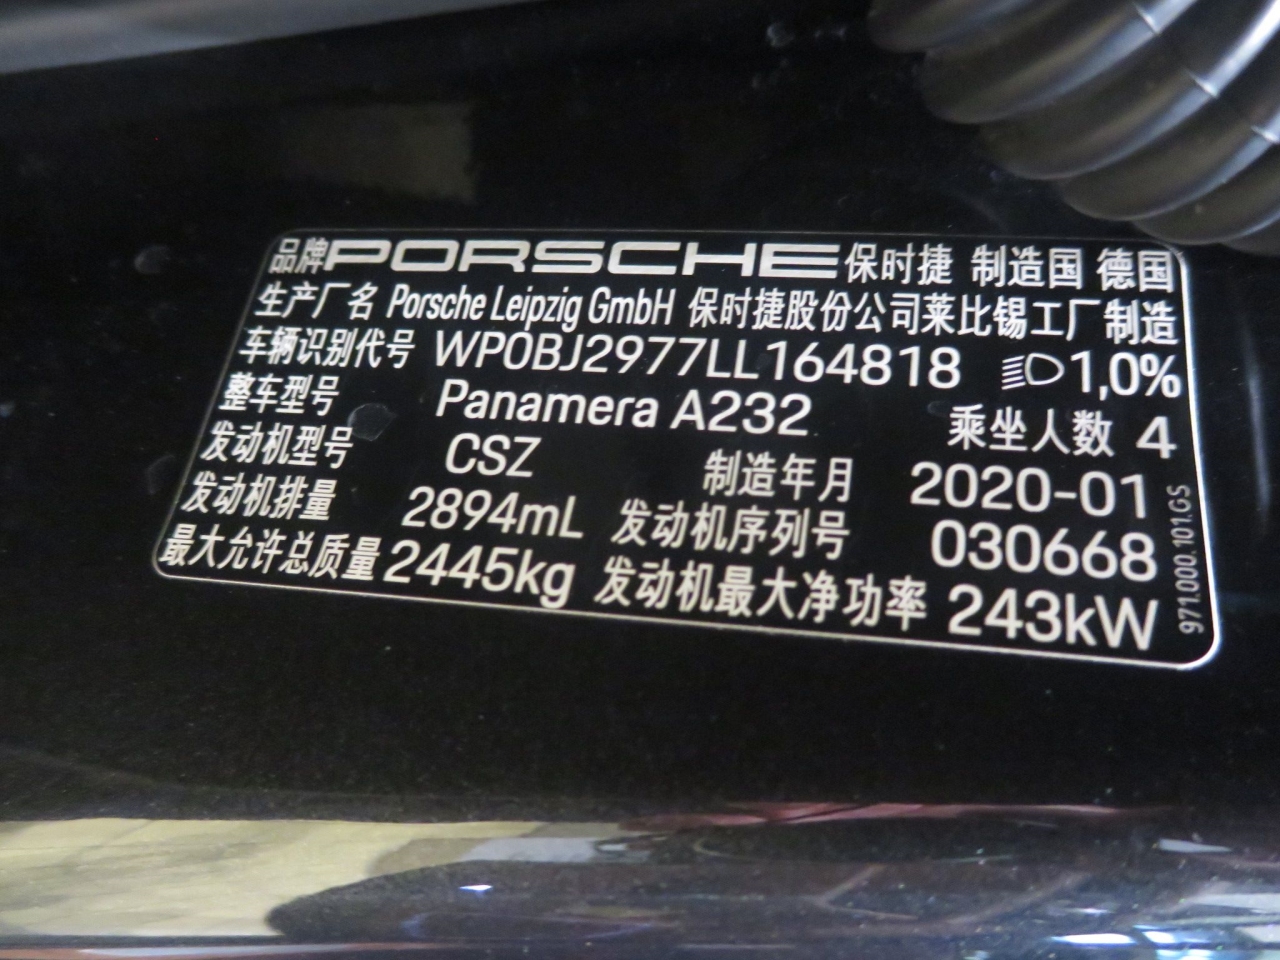 品牌PORSCHE保时捷 制造国 德国
生产厂名 Porsche Leipzig GmbH 保时捷股份公司莱比锡工厂制造
车辆识别代号 WP0BJ2977LL164818 1,0%
整车型号 Panamera A232 乘坐人数 4
发动机型号 CSZ 制造年月 2020-01
发动机排量 2894mL 发动机序列号 030668
最大允许总质量 2445kg 发动机最大净功率 243kW
971.000.101.GS